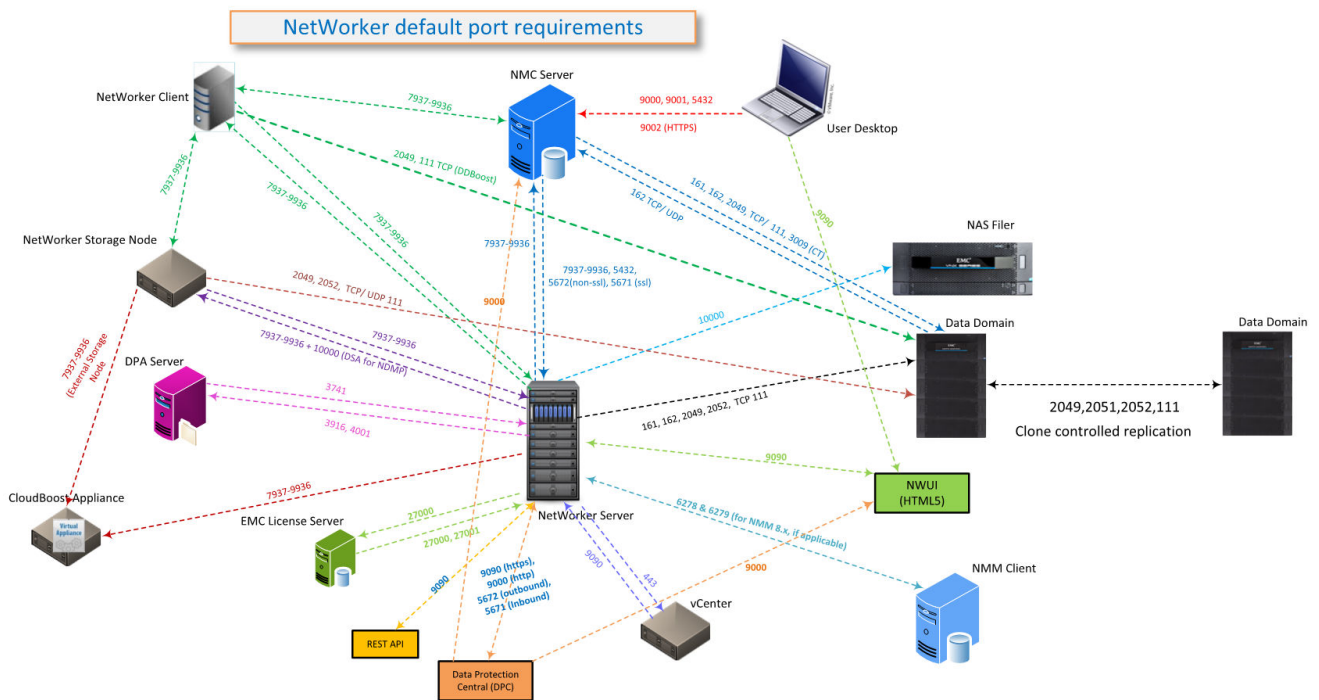 NetWorker default port requirements
NMC Server
NetWorker Client
7937-9936
9000, 9001, 5432
9002 (HTTPS)
User Desktop
7937-9936
2049, 111 TCP (DDBoost)
7937-9936
7937-9936
161, 162, 2049, TCP/ 111, 3009 (CT)
162 TCP/ UDP
9090
NAS Filer
EMC²
VNX SERIES
NetWorker Storage Node
7937-9936
7937-9936, 5432,
5672(non-ssl), 5671 (ssl)
2049, 2052, TCP/ UDP 111
9000
10000
Data Domain
Data Domain
7937-9936
7937-9936 + 10000 (DSA for NDMP)
7937-9936
(External Storage
Node
DPA Server
3741
3916, 4001
161, 162, 2049, 2052, TCP 111
2049,2051,2052,111
Clone controlled replication
9090
NWUI
(HTML5)
7937-9936
CloudBoost Appliance
Virtual
Appliance
EMC License Server
27000
27000, 27001
NetWorker Server
6278 & 6279 (for NMM 8.x, if applicable)
9090
9090 (https),
9000 (http)
5672 (outbound),
5671 (Inbound)
9090
443
9000
vCenter
NMM Client
REST API
Data Protection
Central (DPC)